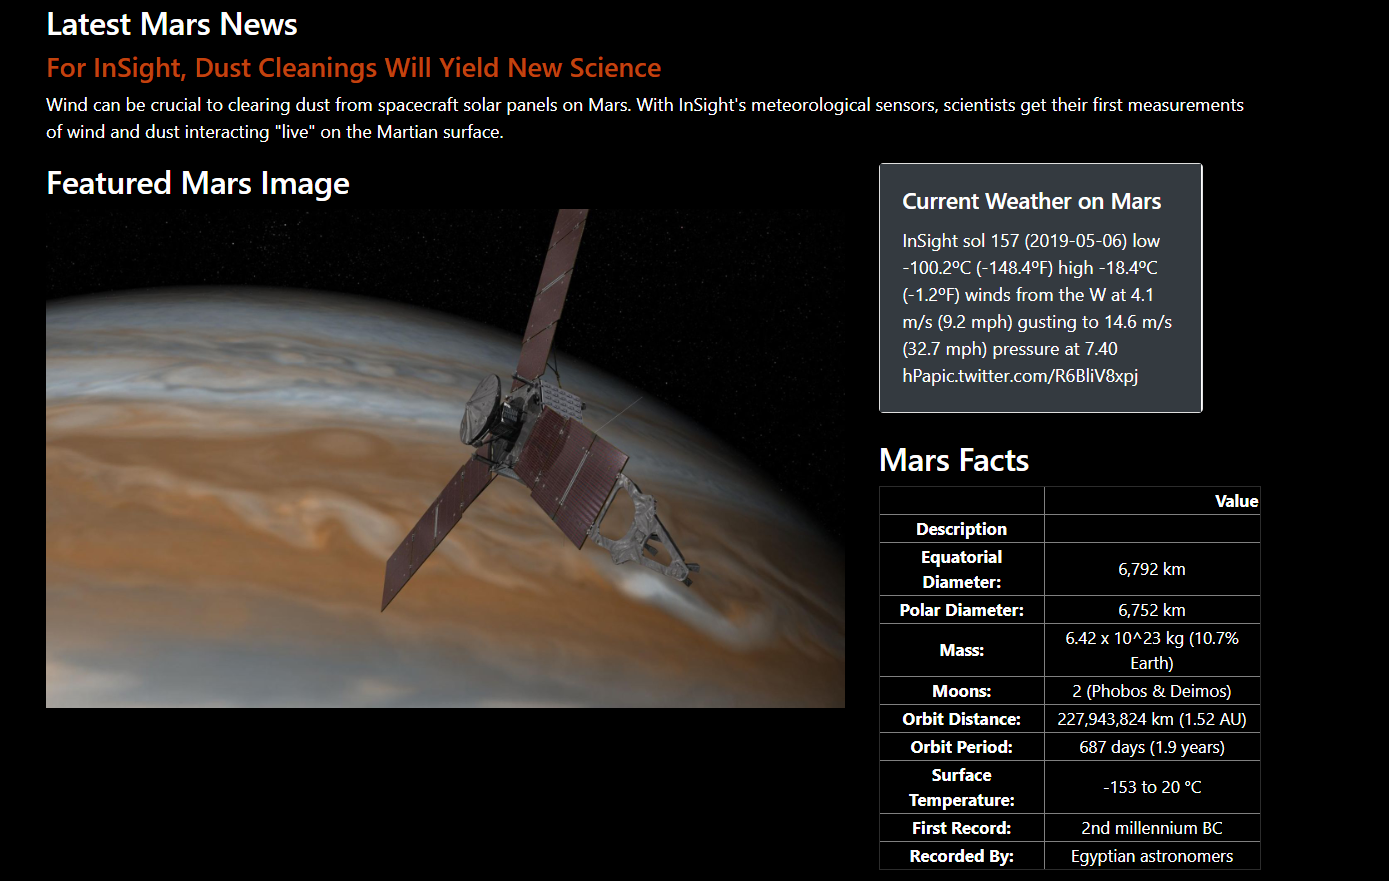 Latest Mars News
For InSight, Dust Cleanings Will Yield New Science
Wind can be crucial to clearing dust from spacecraft solar panels on Mars. With InSight's meteorological sensors, scientists get their first measurements
of wind and dust interacting "live" on the Martian surface.
Featured Mars Image
Current Weather on Mars
InSight sol 157 (2019-05-06) low
-100.2ºC (-148.4ºF) high -18.4ºC
(-1.2ºF) winds from the W at 4.1
m/s (9.2 mph) gusting to 14.6 m/s
(32.7 mph) pressure at 7.40
hPapic.twitter.com/R6BliV8xpj
Mars Facts
Value
Description
Equatorial
Diameter:
6,792 km
Polar Diameter: 6,752 km
Mass:
6.42 x 10^23 kg (10.7%
Earth)
Moons: 2 (Phobos & Deimos)
Orbit Distance: 227,943,824 km (1.52 AU)
Orbit Period: 687 days (1.9 years)
Surface
Temperature:
-153 to 20 °C
First Record: 2nd millennium BC
Recorded By: Egyptian astronomers